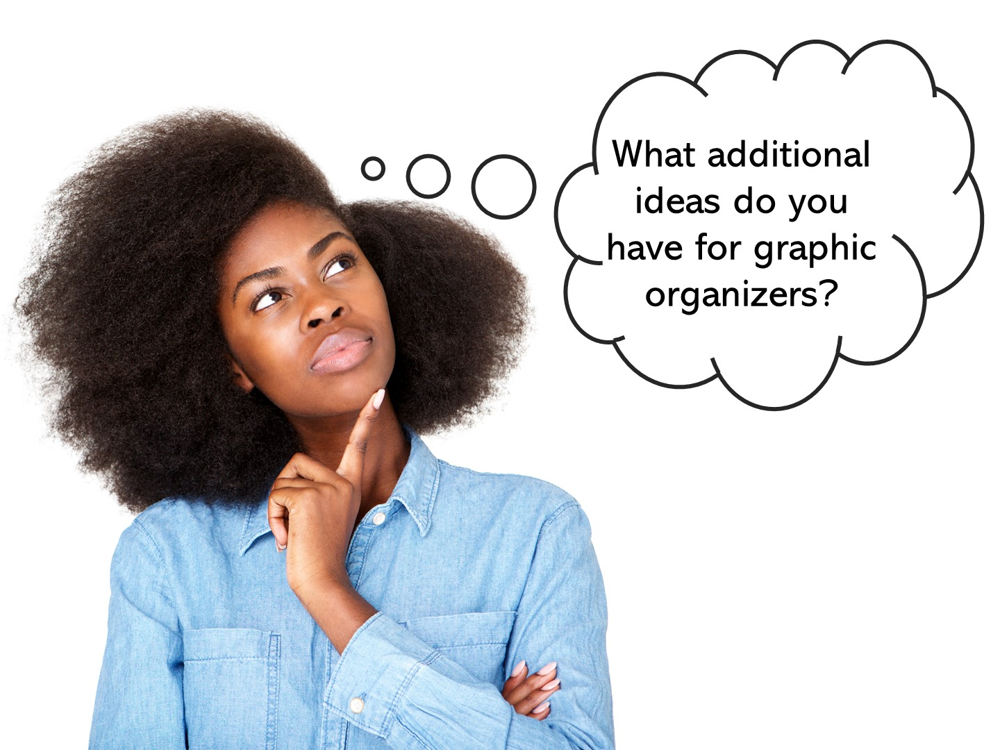 What additional
ideas do you
have for graphic
organizers?